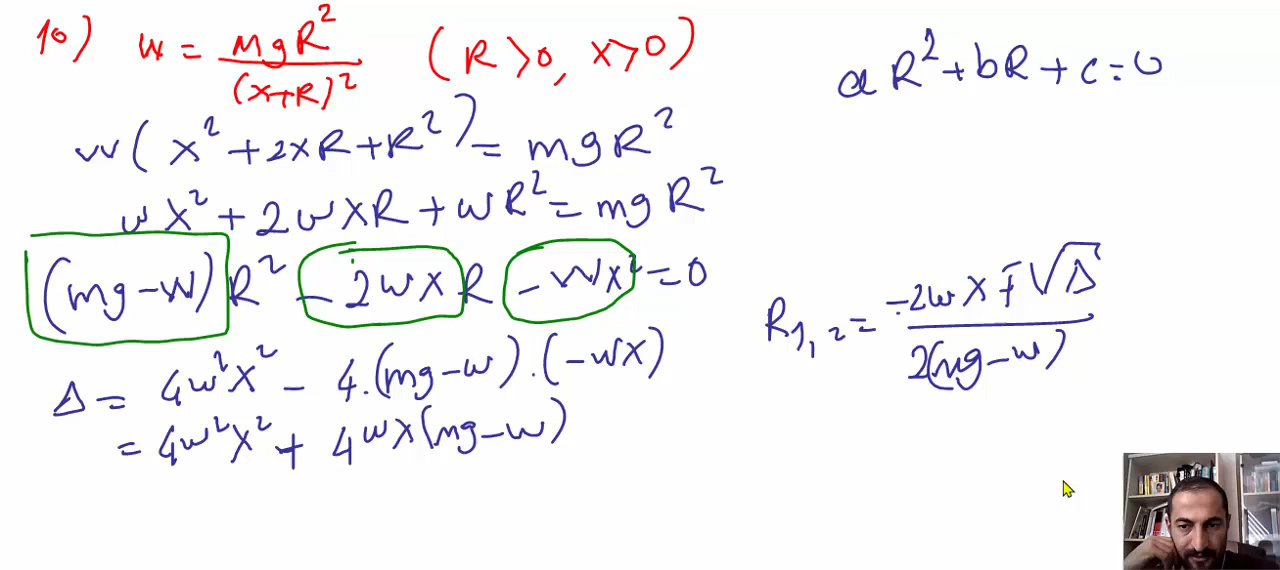 10) W = mgR²/(x+R)² (R>0, x>0)
aR²+bR+c=0
W(x²+2xR+R²)=mgR²
wx²+2wxR+wR²=mgR²
(mg-w)R²-2wxR-wx²=0
R₁,₂=(-2wx∓√Δ)/(2(mg-w))
Δ=4w²x²-4.(mg-w).(-wx)
=4w²x²+4wx(mg-w)